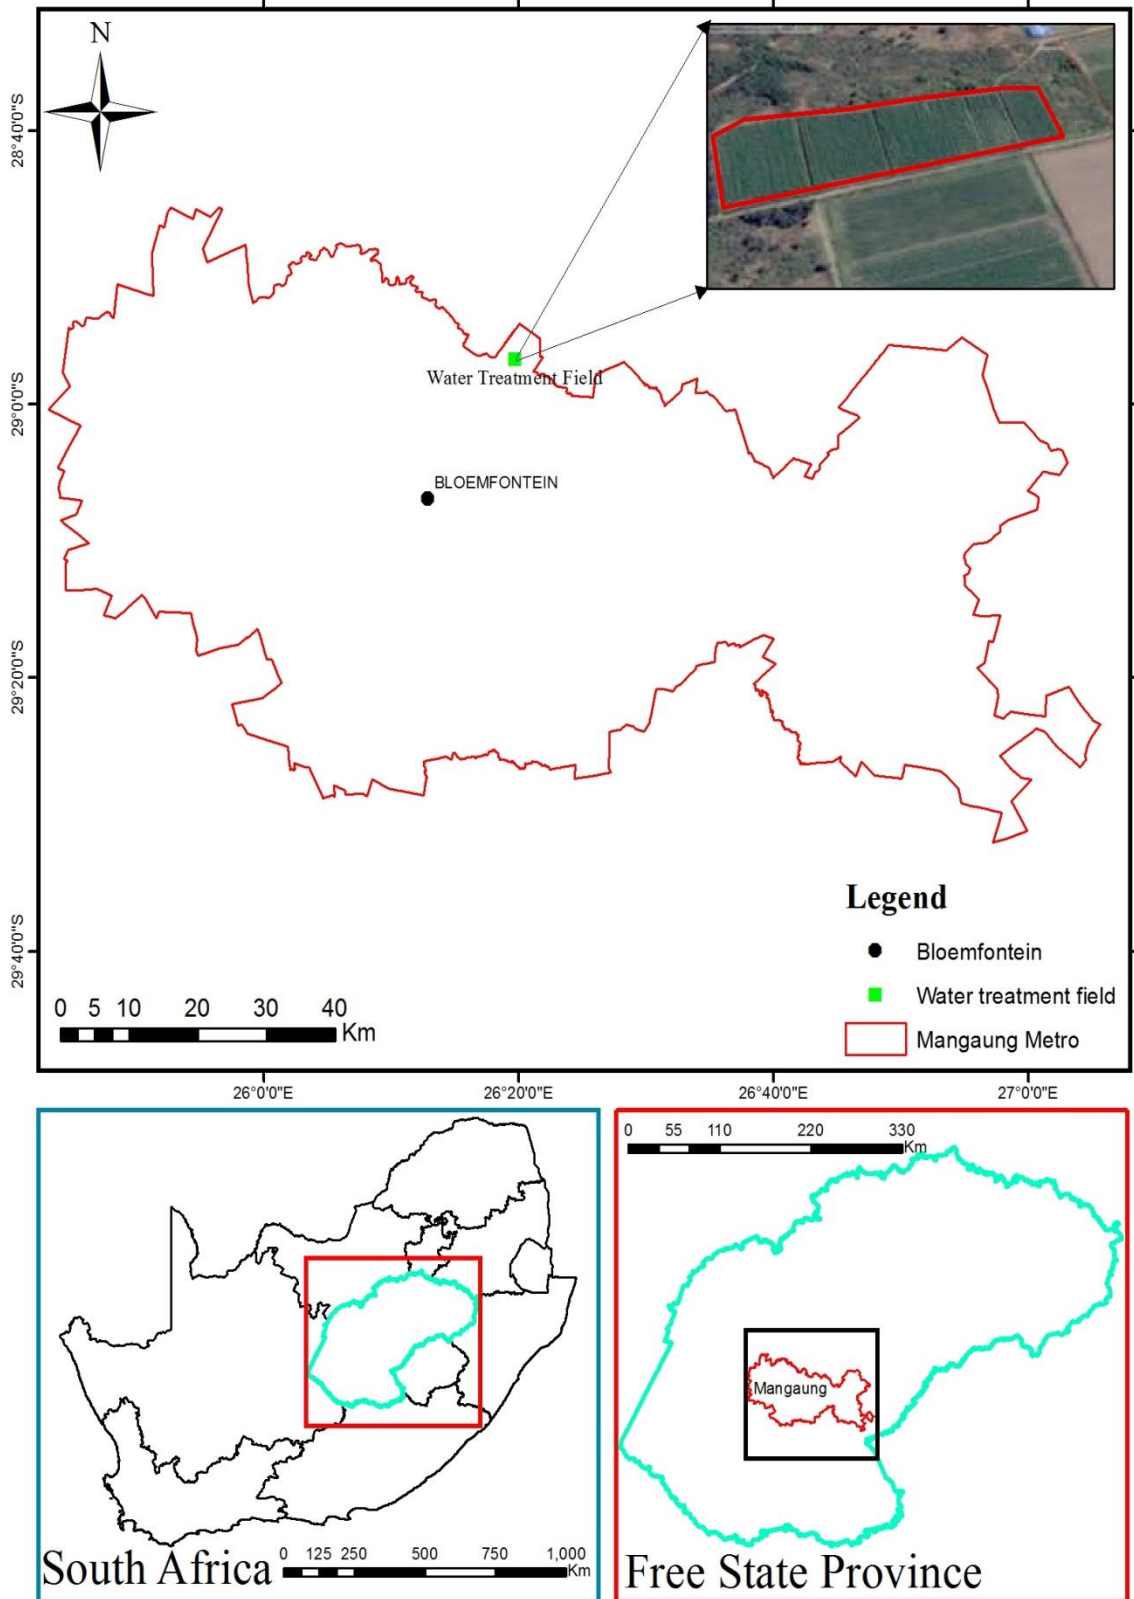 N
28°40'0"S
29°0'0"S
29°20'0"S
29°40'0"S
Water Treatment Field
BLOEMFONTEIN
Legend
Bloemfontein
Water treatment field
Mangaung Metro
0 5 10 20 30 40
Km
26°0'0"E 26°20'0"E 26°40'0"E 27°0'0"E
South Africa
0 125 250 500 750 1,000
Km
0 55 110 220 330
Km
Mangaung
Free State Province